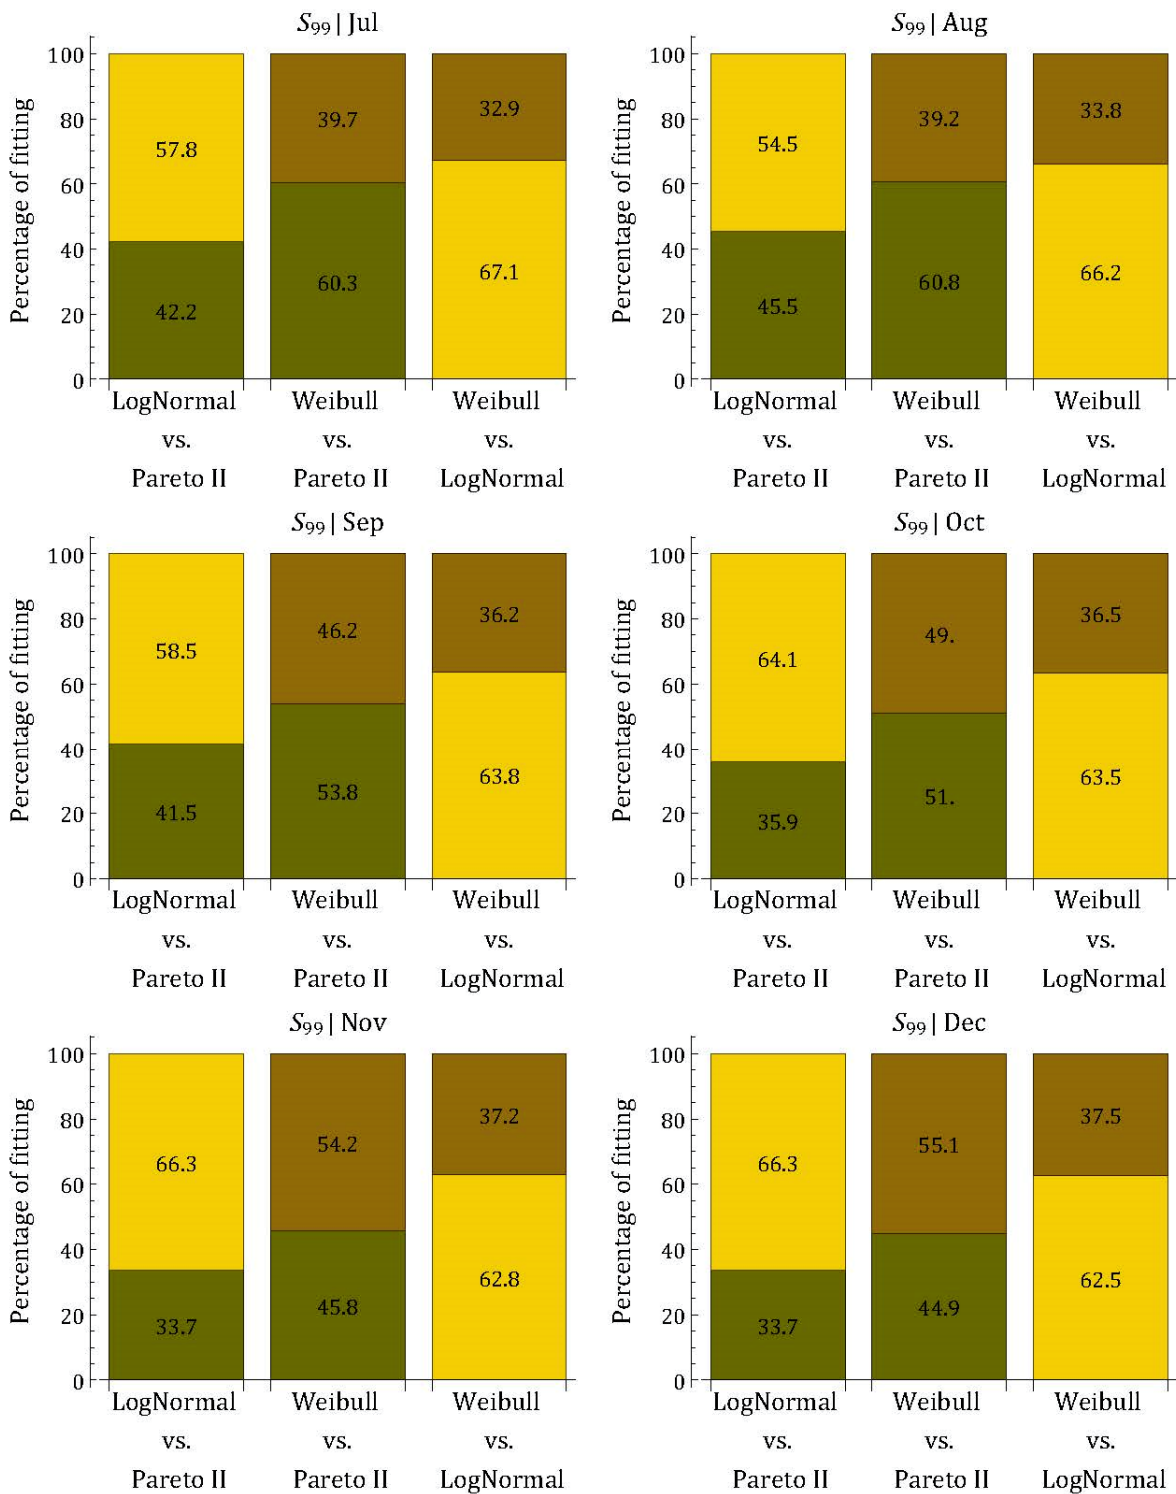 S99 | Jul
Percentage of fitting
100
80
60
40
20
0
57.8
42.2
39.7
60.3
32.9
67.1
LogNormal
vs.
Pareto II
Weibull
vs.
Pareto II
Weibull
vs.
LogNormal
S99 | Aug
Percentage of fitting
100
80
60
40
20
0
54.5
45.5
39.2
60.8
33.8
66.2
LogNormal
vs.
Pareto II
Weibull
vs.
Pareto II
Weibull
vs.
LogNormal
S99 | Sep
Percentage of fitting
100
80
60
40
20
0
58.5
41.5
46.2
53.8
36.2
63.8
LogNormal
vs.
Pareto II
Weibull
vs.
Pareto II
Weibull
vs.
LogNormal
S99 | Oct
Percentage of fitting
100
80
60
40
20
0
64.1
35.9
49.
51.
36.5
63.5
LogNormal
vs.
Pareto II
Weibull
vs.
Pareto II
Weibull
vs.
LogNormal
S99 | Nov
Percentage of fitting
100
80
60
40
20
0
66.3
33.7
54.2
45.8
37.2
62.8
LogNormal
vs.
Pareto II
Weibull
vs.
Pareto II
Weibull
vs.
LogNormal
S99 | Dec
Percentage of fitting
100
80
60
40
20
0
66.3
33.7
55.1
44.9
37.5
62.5
LogNormal
vs.
Pareto II
Weibull
vs.
Pareto II
Weibull
vs.
LogNormal